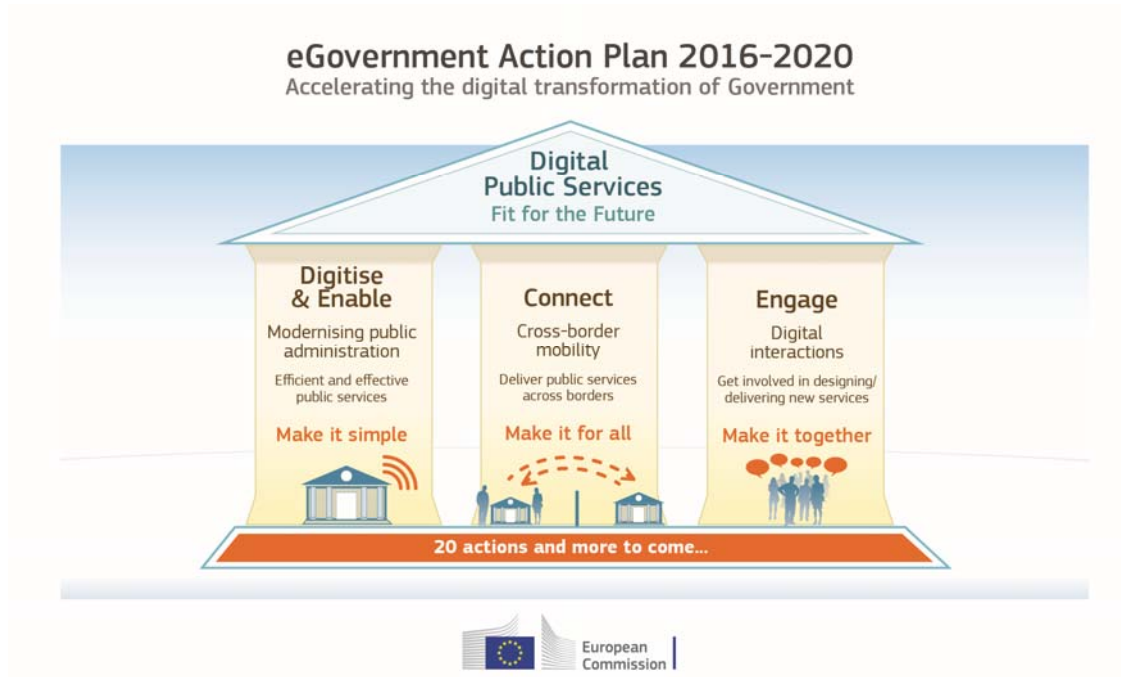 eGovernment Action Plan 2016-2020
Accelerating the digital transformation of Government
Digital
Public Services
Fit for the Future
Digitise
& Enable
Modernising public
administration
Efficient and effective
public services
Make it simple
Connect
Cross-border
mobility
Deliver public services
across borders
Make it for all
Engage
Digital
interactions
Get involved in designing/
delivering new services
Make it together
20 actions and more to come...
European
Commission